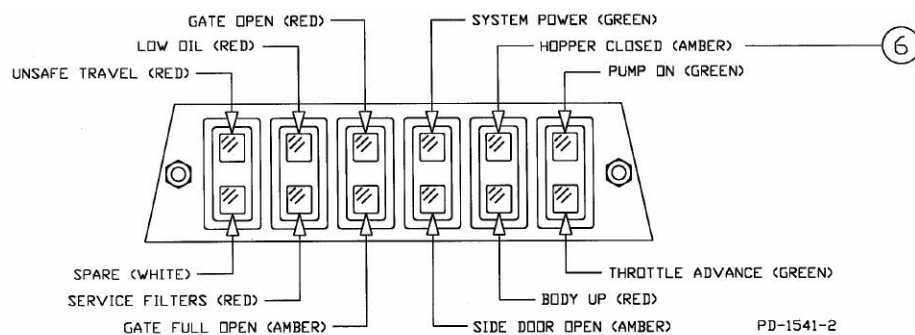 GATE OPEN (RED)
SYSTEM POWER (GREEN)
LOW OIL (RED)
HOPPER CLOSED (AMBER)
6
UNSAFE TRAVEL (RED)
PUMP ON (GREEN)
SPARE (WHITE)
THROTTLE ADVANCE (GREEN)
SERVICE FILTERS (RED)
BODY UP (RED)
GATE FULL OPEN (AMBER)
SIDE DOOR OPEN (AMBER)
PD-1541-2